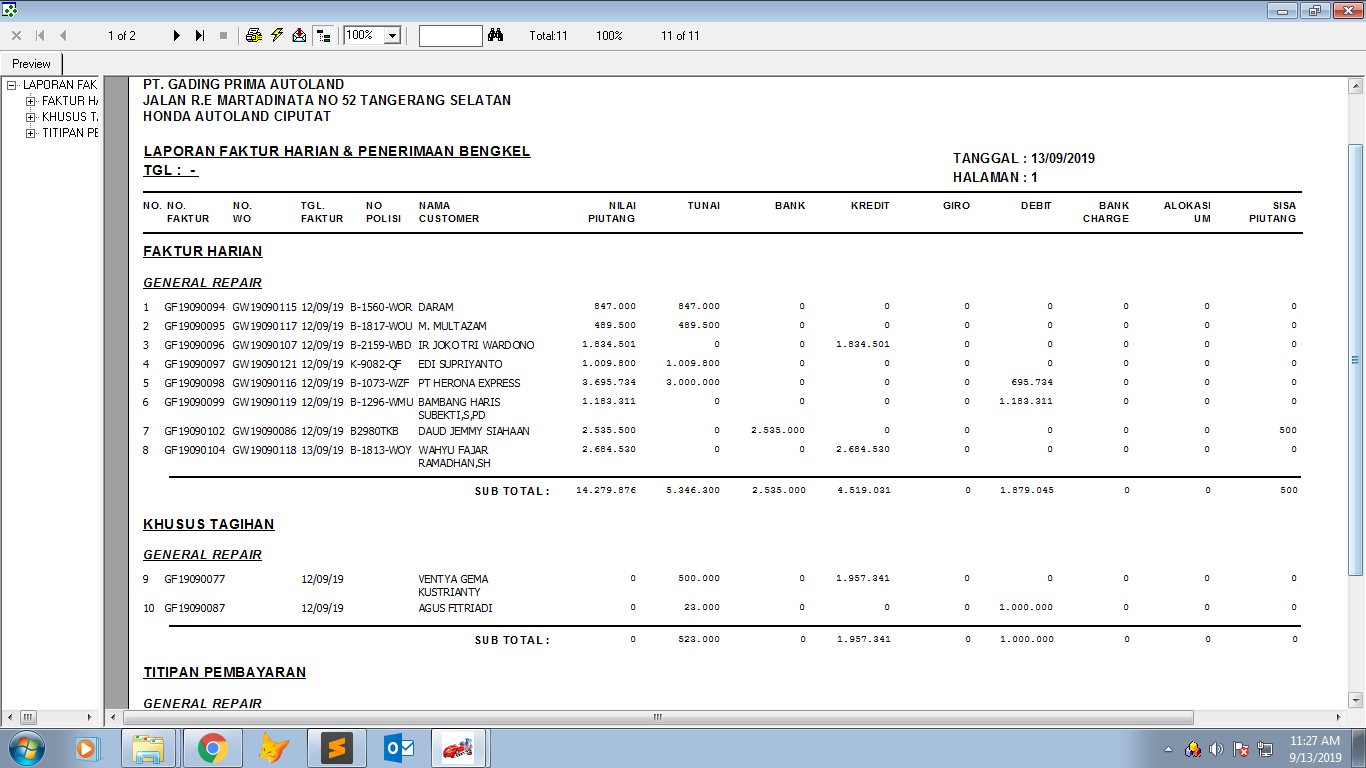 1 of 2 100% Total:11 100% 11 of 11
Preview
LAPORAN FAK
FAKTUR HA
KHUSUS T
TITIPAN PE
PT. GADING PRIMA AUTOLAND
JALAN R.E MARTADINATA NO 52 TANGERANG SELATAN
HONDA AUTOLAND CIPUTAT
LAPORAN FAKTUR HARIAN & PENERIMAAN BENGKEL
TGL : -
TANGGAL : 13/09/2019
HALAMAN : 1
NO. NO. NO. TGL. NO NAMA NILAI TUNAI BANK KREDIT GIRO DEBIT BANK ALOKASI SISA
FAKTUR WO FAKTUR POLISI CUSTOMER PIUTANG CHARGE UM PIUTANG
FAKTUR HARIAN
GENERAL REPAIR
1 GF19090094 GW19090115 12/09/19 B-1560-WOR DARAM 847.000 847.000 0 0 0 0 0 0 0
2 GF19090095 GW19090117 12/09/19 B-1817-WOU M. MULTAZAM 489.500 489.500 0 0 0 0 0 0 0
3 GF19090096 GW19090107 12/09/19 B-2159-WBD IR JOKO TRI WARDONO 1.834.501 0 0 1.834.501 0 0 0 0 0
4 GF19090097 GW19090121 12/09/19 K-9082-QF EDI SUPRIYANTO 1.009.800 1.009.800 0 0 0 0 0 0 0
5 GF19090098 GW19090116 12/09/19 B-1073-WZF PT HERONA EXPRESS 3.695.734 3.000.000 0 0 0 695.734 0 0 0
6 GF19090099 GW19090119 12/09/19 B-1296-WMU BAMBANG HARIS 1.183.311 0 0 0 0 1.183.311 0 0 0
SUBEKTI,S,PD
7 GF19090102 GW19090086 12/09/19 B2980TKB DAUD JEMMY SIAHAAN 2.535.500 0 2.535.000 0 0 0 0 0 500
8 GF19090104 GW19090118 13/09/19 B-1813-WOY WAHYU FAJAR 2.684.530 0 0 2.684.530 0 0 0 0 0
RAMADHAN,SH
SUB TOTAL : 14.279.876 5.346.300 2.535.000 4.519.031 0 1.879.045 0 0 500
KHUSUS TAGIHAN
GENERAL REPAIR
9 GF19090077 12/09/19 VENTYA GEMA 0 500.000 0 1.957.341 0 0 0 0 0
KUSTRIANTY
10 GF19090087 12/09/19 AGUS FITRIADI 0 23.000 0 0 0 1.000.000 0 0 0
SUB TOTAL : 0 523.000 0 1.957.341 0 1.000.000 0 0 0
TITIPAN PEMBAYARAN
GENERAL REPAIR
11:27 AM
9/13/2019